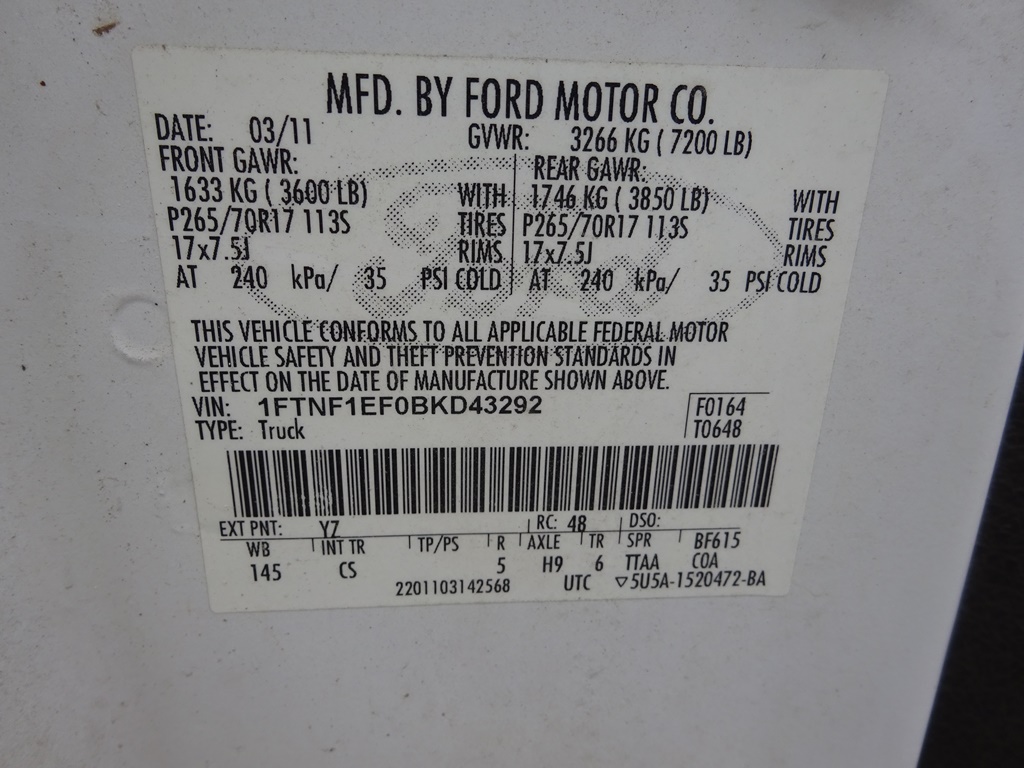 MFD. BY FORD MOTOR CO.
DATE: 03/11 GVWR: 3266 KG ( 7200 LB)
FRONT GAWR: REAR GAWR:
1633 KG ( 3600 LB) WITH 1746 KG ( 3850 LB) WITH
P265/70R17 113S TIRES P265/70R17 113S TIRES
17x7.5J RIMS 17x7.5J RIMS
AT 240 kPa/ 35 PSI COLD AT 240 kPa/ 35 PSI COLD
Ford
THIS VEHICLE CONFORMS TO ALL APPLICABLE FEDERAL MOTOR
VEHICLE SAFETY AND THEFT PREVENTION STANDARDS IN
EFFECT ON THE DATE OF MANUFACTURE SHOWN ABOVE.
VIN: 1FTNF1EF0BKD43292 F0164
TYPE: Truck T0648
EXT PNT: YZ RC: 48 DSO:
WB INT TR TP/PS R AXLE TR SPR BF615
145 CS 5 H9 6 TTAA COA
2201103142568 UTC ▽5U5A-1520472-BA